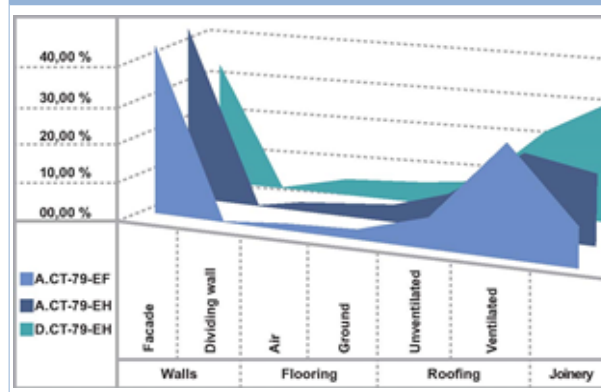 40,00 %
30,00 %
20,00 %
10,00 %
00,00 %
A.CT-79-EF
A.CT-79-EH
D.CT-79-EH
Facade
Dividing wall
Air
Ground
Unventilated
Ventilated
Walls
Flooring
Roofing
Joinery